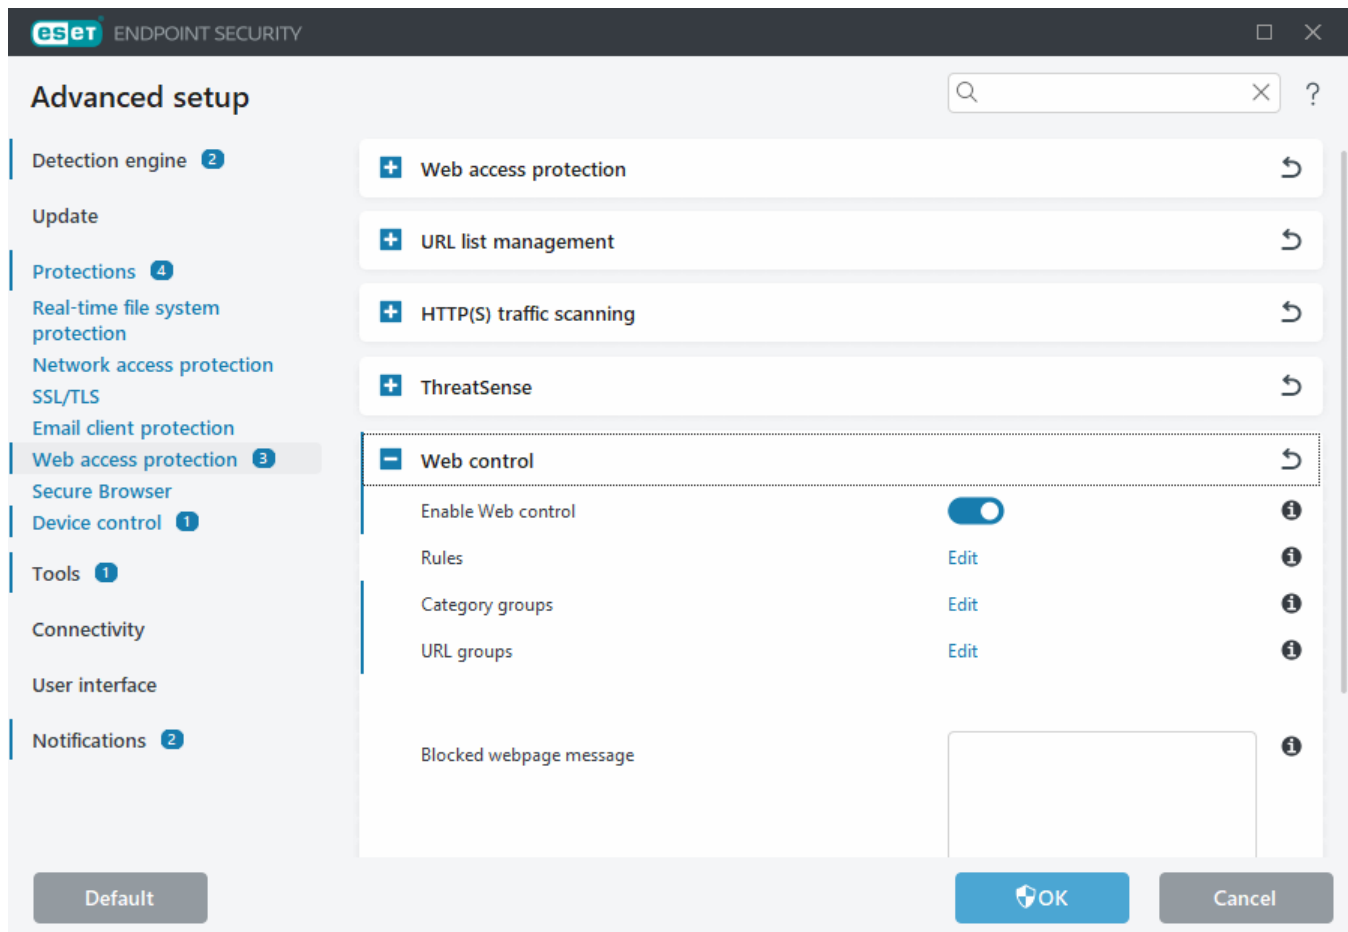 eset ENDPOINT SECURITY
Advanced setup
?
Detection engine 2
Update
Protections 4
Real-time file system
protection
Network access protection
SSL/TLS
Email client protection
Web access protection 3
Secure Browser
Device control 1
Tools 1
Connectivity
User interface
Notifications 2
Web access protection
URL list management
HTTP(S) traffic scanning
ThreatSense
Web control
Enable Web control
Rules Edit
Category groups Edit
URL groups Edit
Blocked webpage message
Default
OK
Cancel